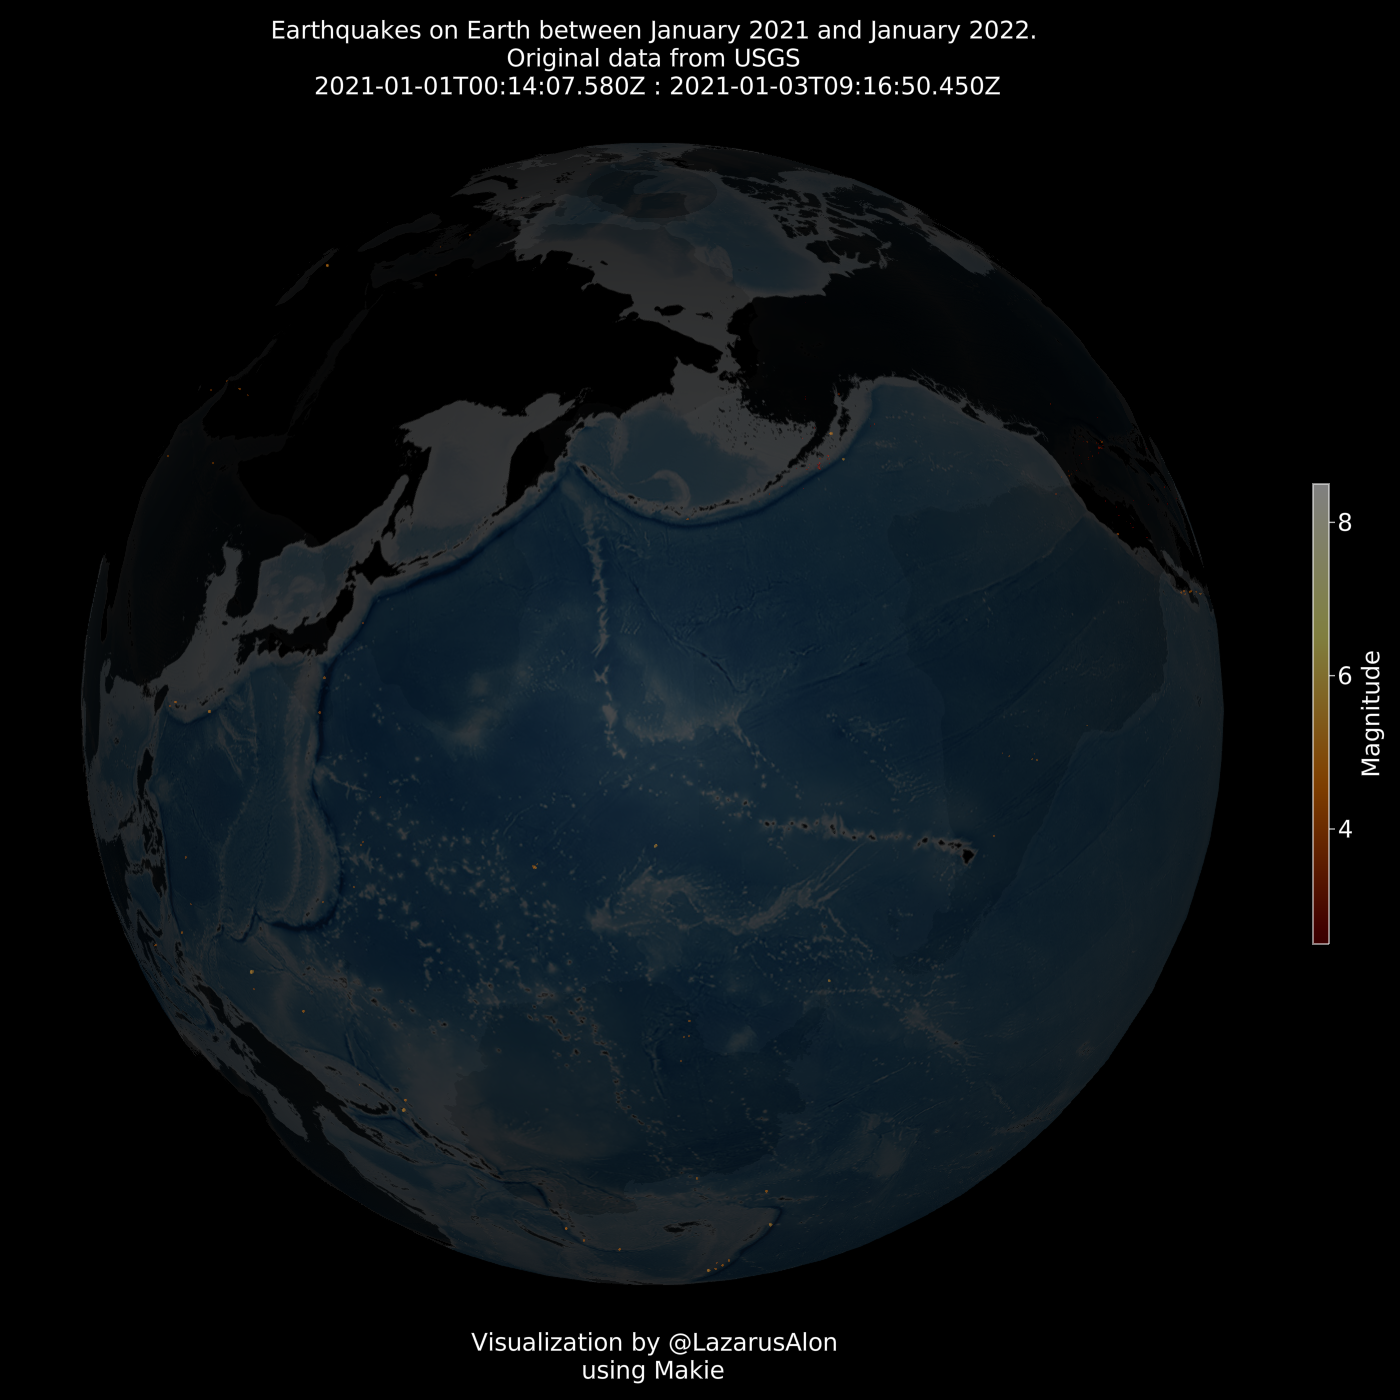 Earthquakes on Earth between January 2021 and January 2022.
Original data from USGS
2021-01-01T00:14:07.580Z : 2021-01-03T09:16:50.450Z
8
6
4
Magnitude
Visualization by @LazarusAlon
using Makie